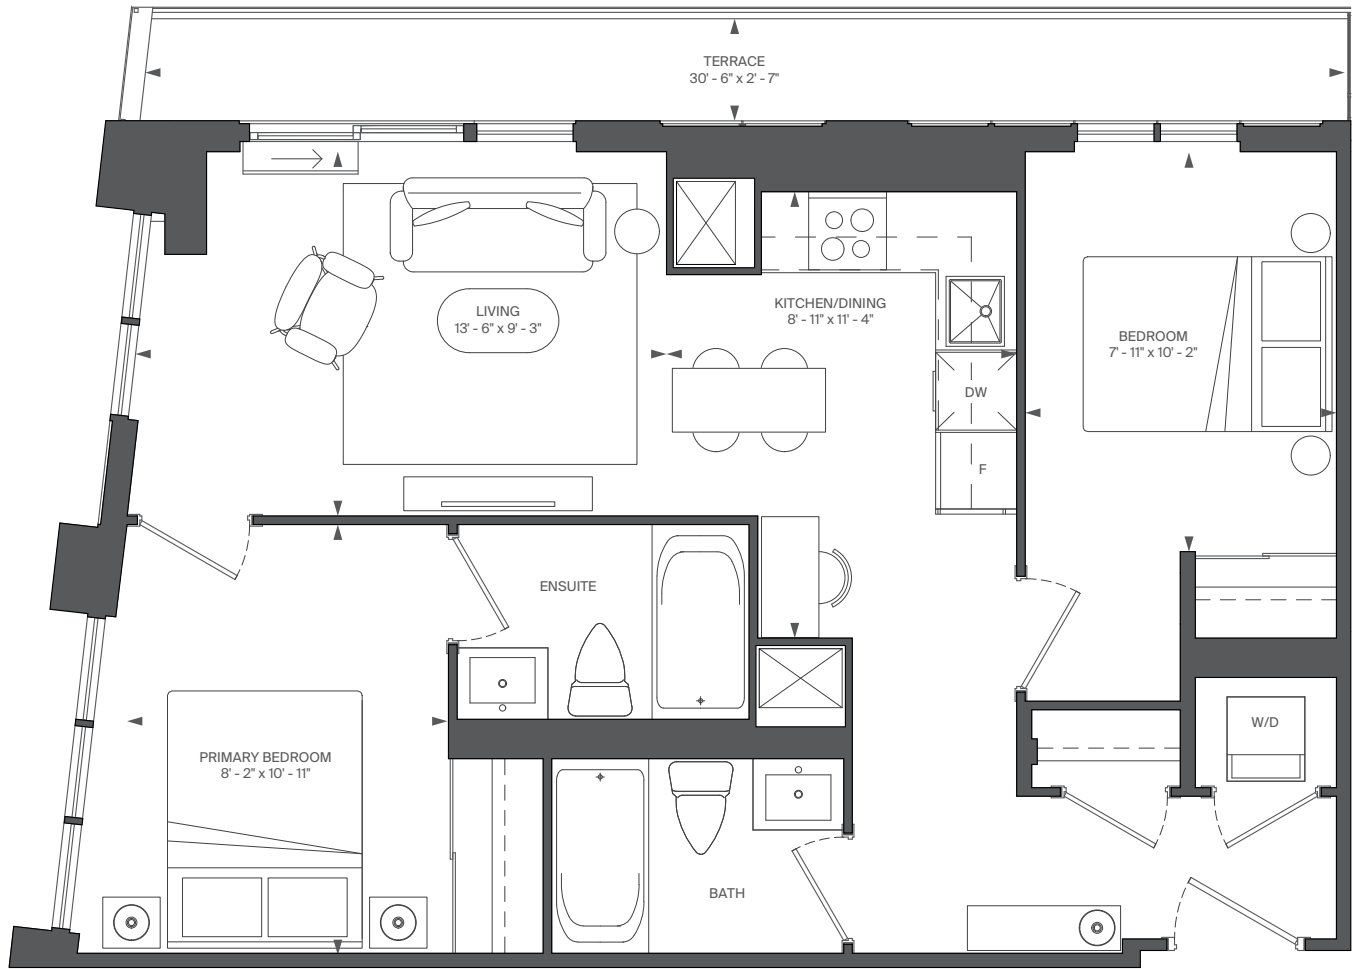 TERRACE
30' - 6" x 2' - 7"
LIVING
13' - 6" x 9' - 3"
KITCHEN/DINING
8' - 11" x 11' - 4"
BEDROOM
7' - 11" x 10' - 2"
DW
F
ENSUITE
W/D
PRIMARY BEDROOM
8' - 2" x 10' - 11"
BATH